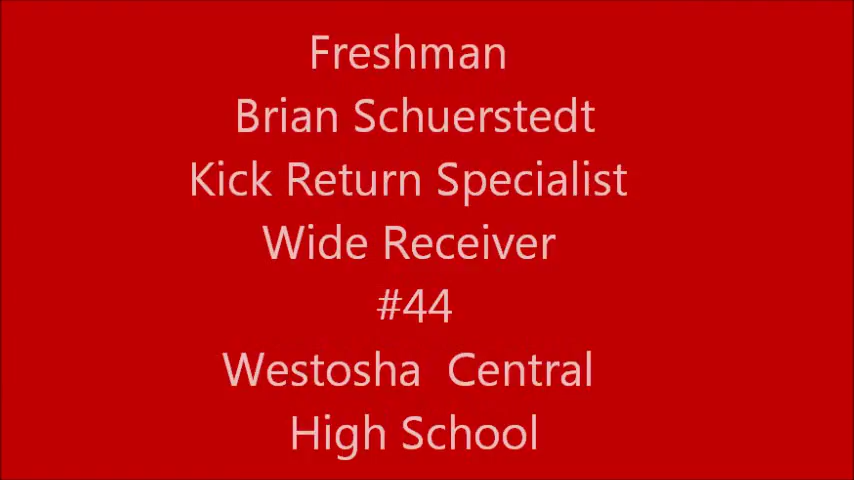 Freshman
Brian Schuerstedt
Kick Return Specialist
Wide Receiver
#44
Westosha  Central
High School